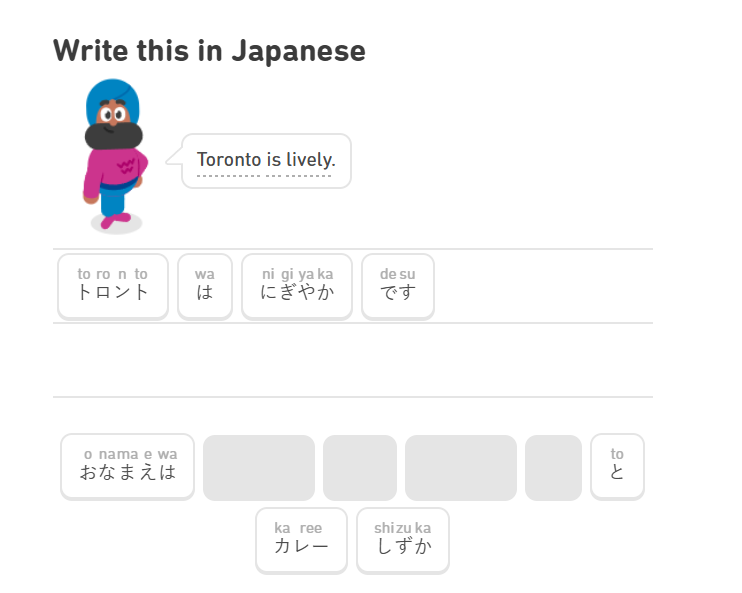 Write this in Japanese
Toronto is lively.
to ro n to wa ni gi ya ka de su
トロント は にぎやか です
o nama e wa to
おなまえは と
ka ree shi zu ka
カレー しずか